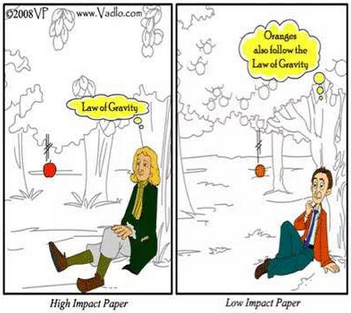 ©2008 VP www.Vadlo.com
Law of Gravity
Oranges
also follow the
Law of Gravity
High Impact Paper
Low Impact Paper